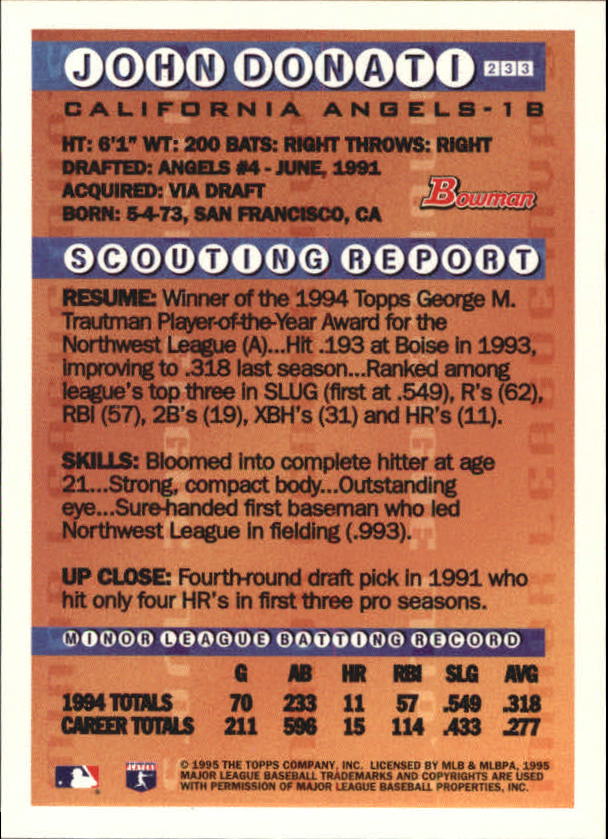 JOHN DONATI 233
CALIFORNIA ANGELS-1B
HT: 6'1" WT: 200 BATS: RIGHT THROWS: RIGHT
DRAFTED: ANGELS #4 - JUNE, 1991
ACQUIRED: VIA DRAFT
BORN: 5-4-73, SAN FRANCISCO, CA
Bowman
SCOUTING REPORT
RESUME: Winner of the 1994 Topps George M.
Trautman Player-of-the-Year Award for the
Northwest League (A)...Hit .193 at Boise in 1993,
improving to .318 last season...Ranked among
league's top three in SLUG (first at .549), R's (62),
RBI (57), 2B's (19), XBH's (31) and HR's (11).
SKILLS: Bloomed into complete hitter at age
21...Strong, compact body...Outstanding
eye...Sure-handed first baseman who led
Northwest League in fielding (.993).
UP CLOSE: Fourth-round draft pick in 1991 who
hit only four HR's in first three pro seasons.
MINOR LEAGUE BATTING RECORD
G AB HR RBI SLG AVG
1994 TOTALS 70 233 11 57 .549 .318
CAREER TOTALS 211 596 15 114 .433 .277
© 1995 THE TOPPS COMPANY, INC. LICENSED BY MLB & MLBPA, 1995
MAJOR LEAGUE BASEBALL TRADEMARKS AND COPYRIGHTS ARE USED
WITH PERMISSION OF MAJOR LEAGUE BASEBALL PROPERTIES, INC.